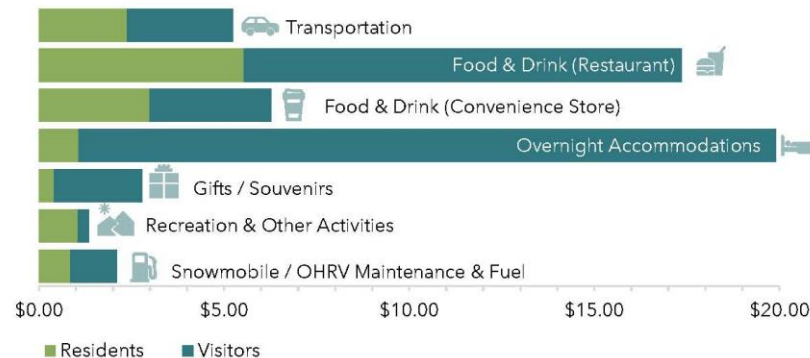 Transportation
Food & Drink (Restaurant)
Food & Drink (Convenience Store)
Overnight Accommodations
Gifts / Souvenirs
Recreation & Other Activities
Snowmobile / OHRV Maintenance & Fuel
$0.00 $5.00 $10.00 $15.00 $20.00
Residents Visitors